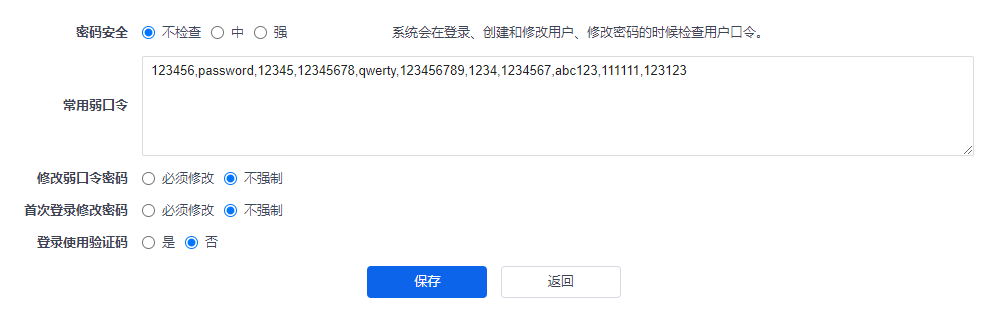 密码安全 不检查 中 强 系统会在登录、创建和修改用户、修改密码的时候检查用户口令。
123456,password,12345,12345678,qwerty,123456789,1234,1234567,abc123,111111,123123
常用弱口令
修改弱口令密码 必须修改 不强制
首次登录修改密码 必须修改 不强制
登录使用验证码 是 否
保存 返回